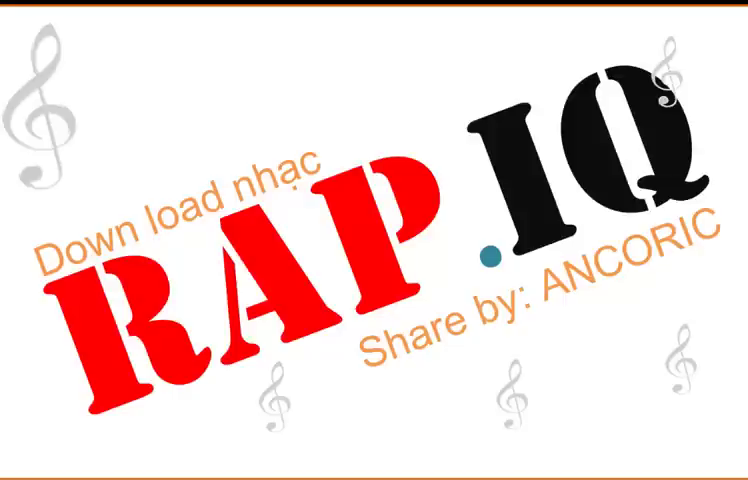 Down load nhạc
RAP.IQ
Share by: ANCORIC